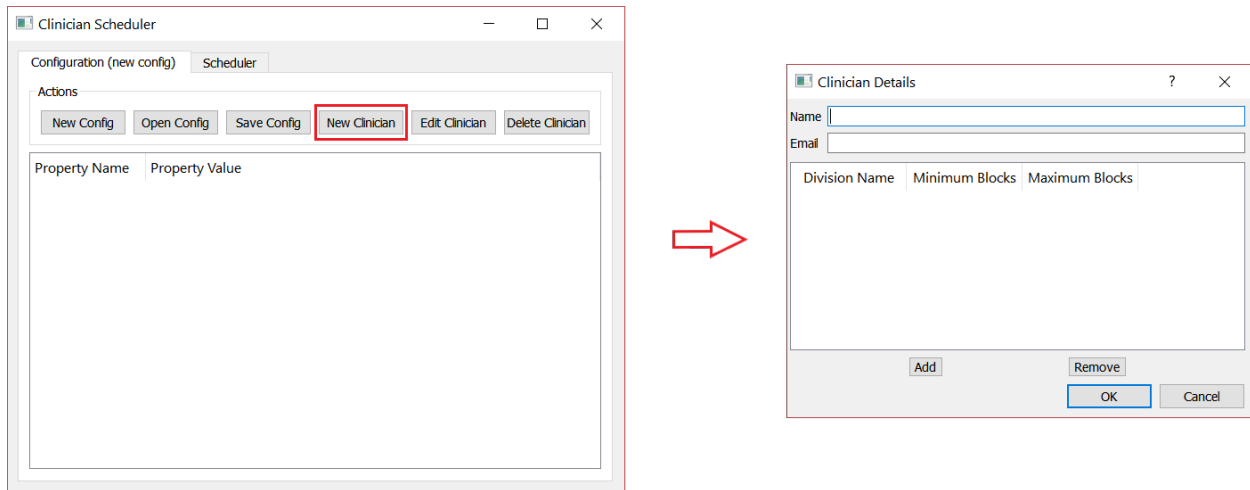 Clinician Scheduler
Configuration (new config) Scheduler
Actions
New Config Open Config Save Config New Clinician Edit Clinician Delete Clinician
Property Name Property Value
Clinician Details ?
Name
Email
Division Name Minimum Blocks Maximum Blocks
Add Remove
OK Cancel